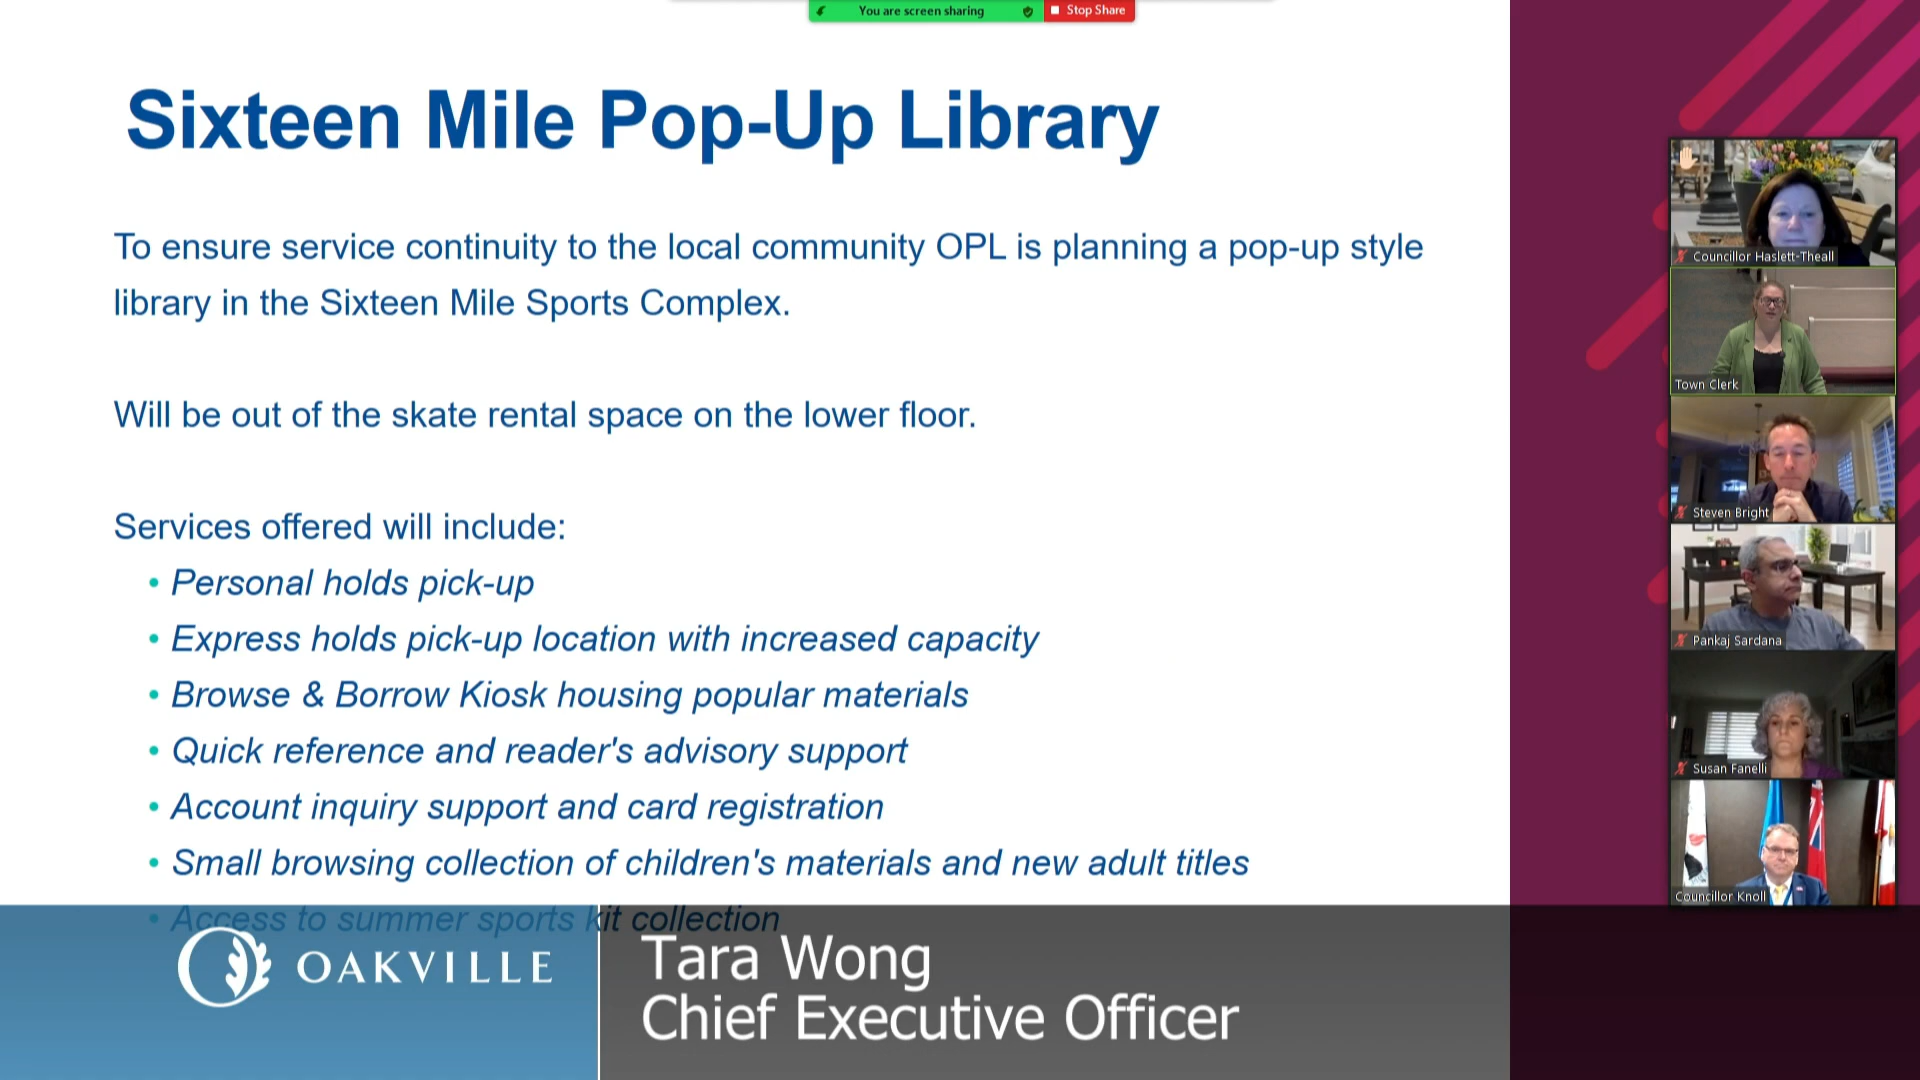 You are screen sharing
Stop Share
Sixteen Mile Pop-Up Library
To ensure service continuity to the local community OPL is planning a pop-up style
library in the Sixteen Mile Sports Complex.
Will be out of the skate rental space on the lower floor.
Services offered will include:
• Personal holds pick-up
• Express holds pick-up location with increased capacity
• Browse & Borrow Kiosk housing popular materials
• Quick reference and reader's advisory support
• Account inquiry support and card registration
• Small browsing collection of children's materials and new adult titles
• Access to summer sports kit collection
OAKVILLE
Tara Wong
Chief Executive Officer
Councillor Haslett-Theall
Town Clerk
Steven Bright
Pankaj Sardana
Susan Fanelli
Councillor Knoll